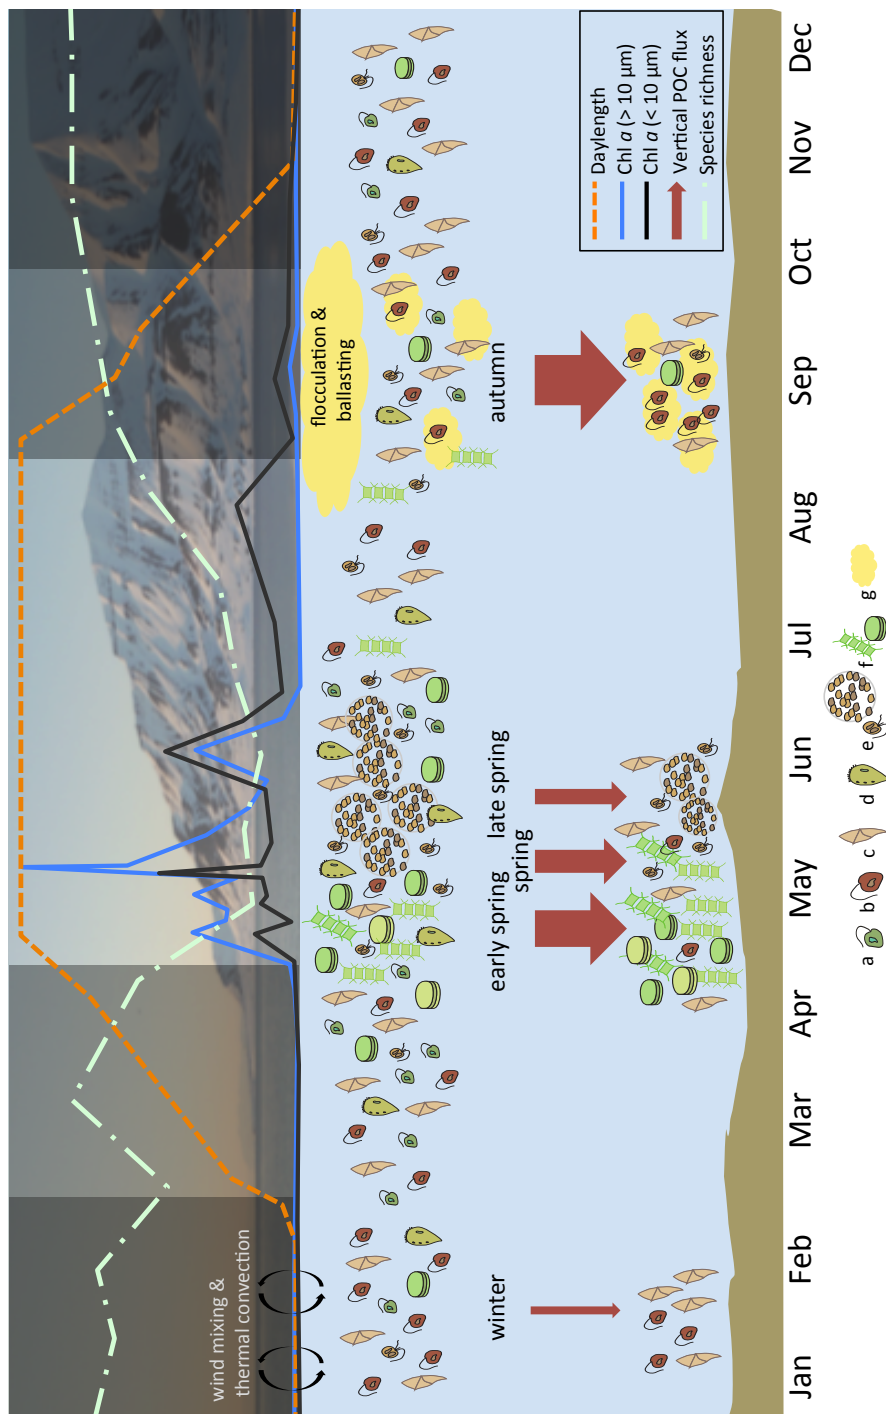 wind mixing &
thermal convection
flocculation &
ballasting
winter
early spring
spring
late spring
autumn
Daylength
Chl a (> 10 µm)
Chl a (< 10 µm)
Vertical POC flux
Species richness
Jan
Feb
Mar
Apr
May
Jun
Jul
Aug
Sep
Oct
Nov
Dec
a
b
c
d
e
f
g